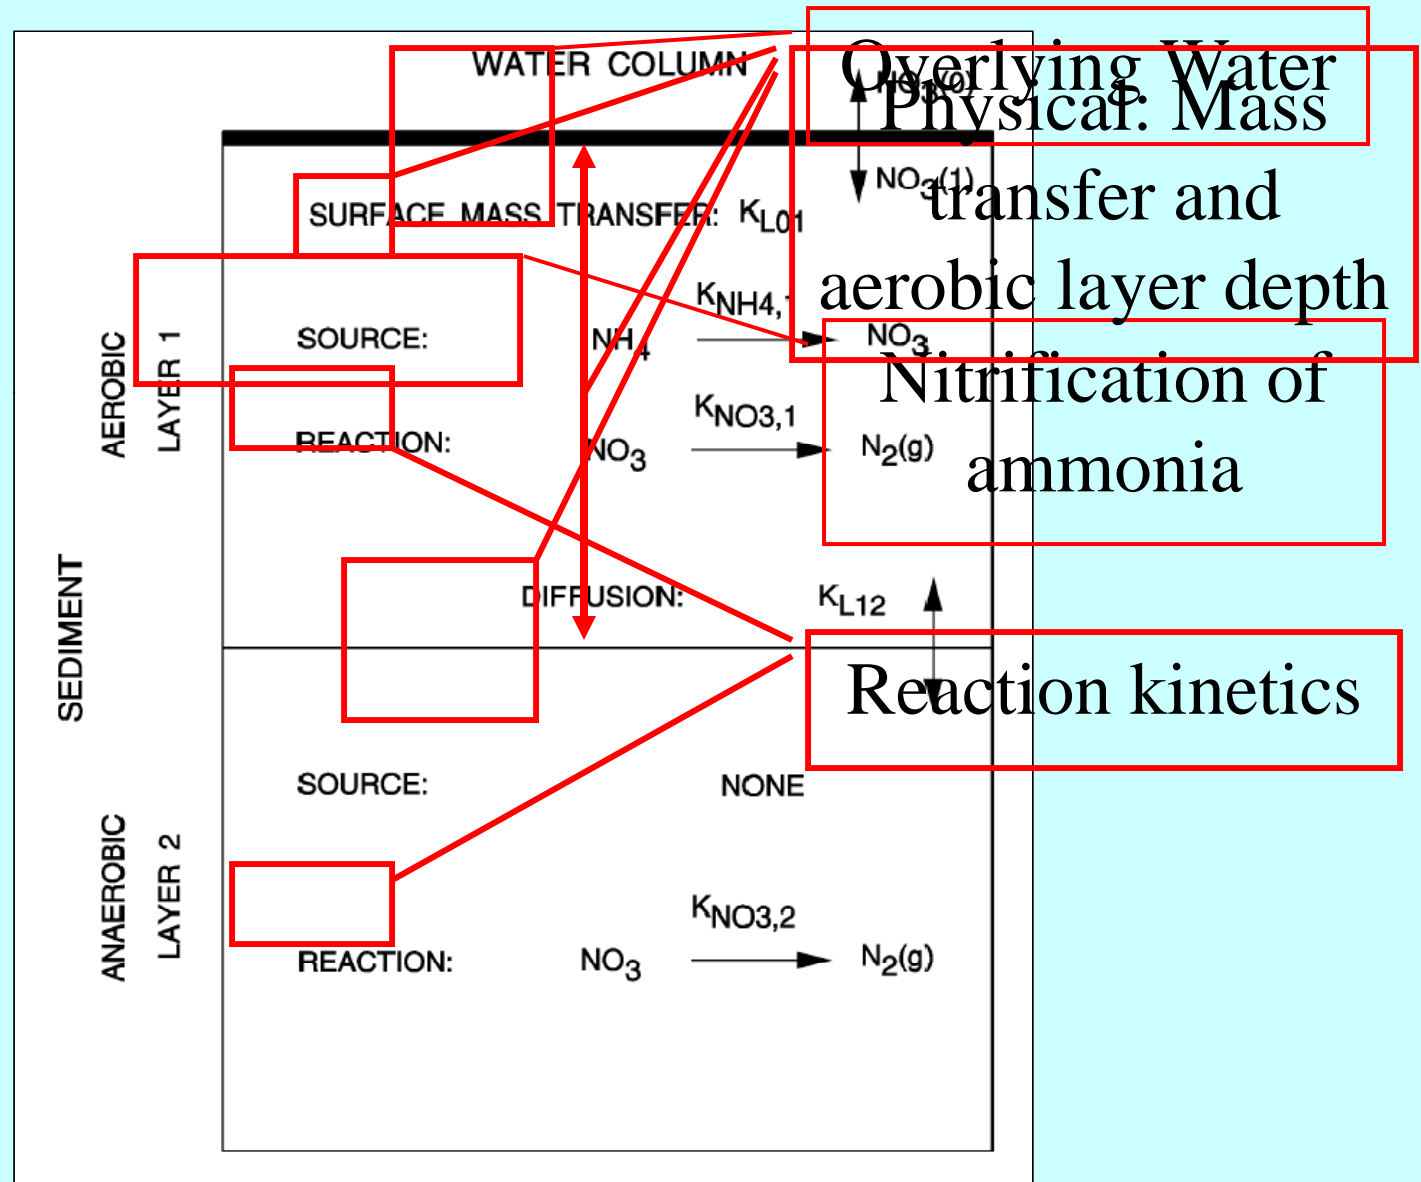 WATER COLUMN
NO3(0)
Overlying Water
Physical: Mass
transfer and
aerobic layer depth
NO3(1)
SURFACE MASS TRANSFER: KL01
KNH4,1
SOURCE: NH4 NO3
Nitrification of
ammonia
KNO3,1
REACTION: NO3 N2(g)
AEROBIC
LAYER 1
DIFFUSION: KL12
SEDIMENT
Reaction kinetics
SOURCE: NONE
ANAEROBIC
LAYER 2
KNO3,2
REACTION: NO3 N2(g)